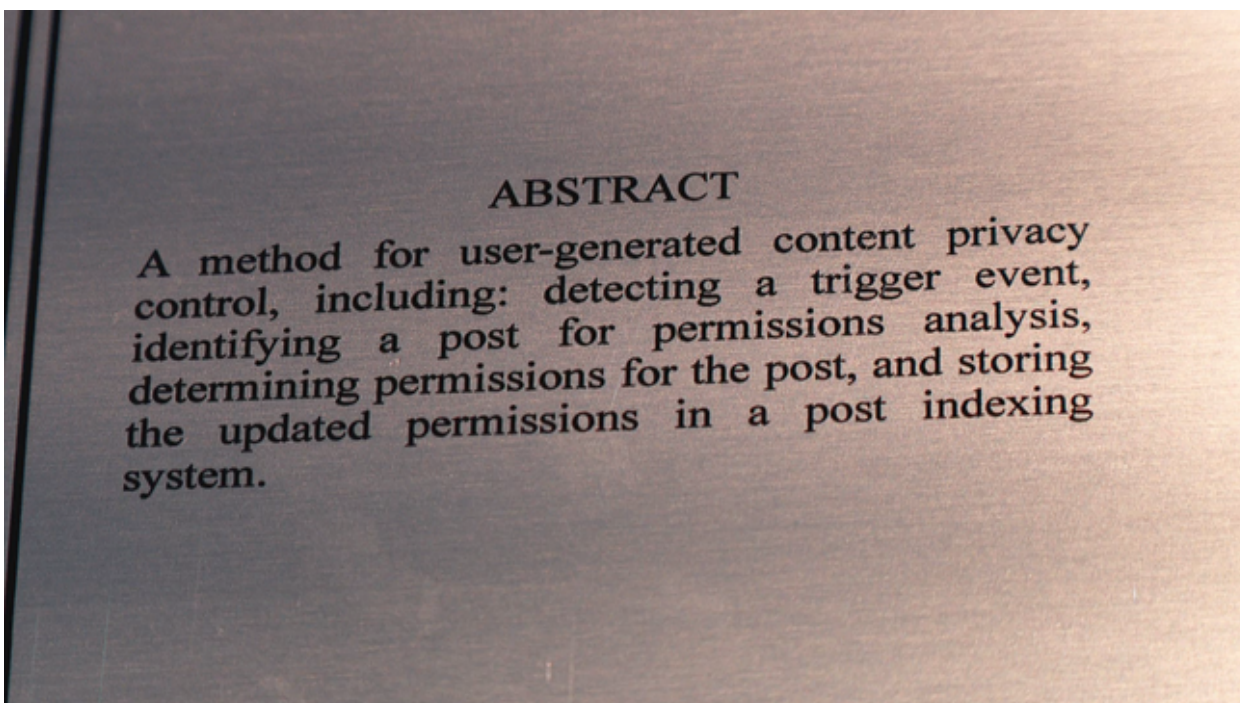 ABSTRACT
A method for user-generated content privacy
control, including: detecting a trigger event,
identifying a post for permissions analysis,
determining permissions for the post, and storing
the updated permissions in a post indexing
system.